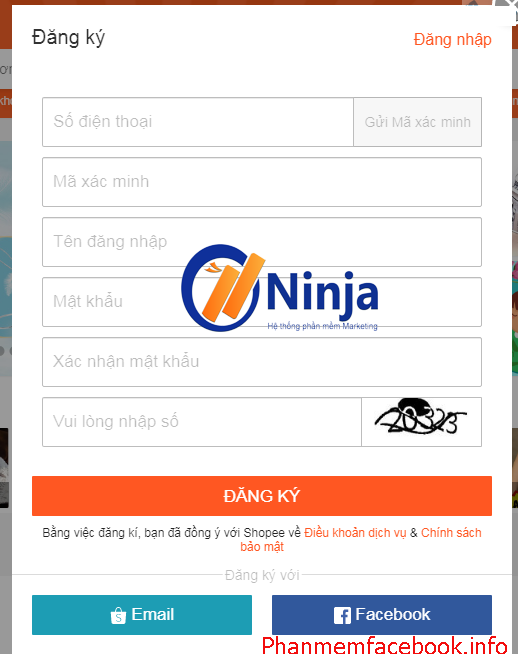 Đăng ký
Đăng nhập
Số điện thoại
Gửi Mã xác minh
Mã xác minh
Tên đăng nhập
Ninja
Hệ thống phần mềm Marketing
Mật khẩu
Xác nhận mật khẩu
Vui lòng nhập số
20323
ĐĂNG KÝ
Bằng việc đăng kí, bạn đã đồng ý với Shopee về Điều khoản dịch vụ & Chính sách
bảo mật
Đăng ký với
Email
Facebook
Phanmemfacebook.info